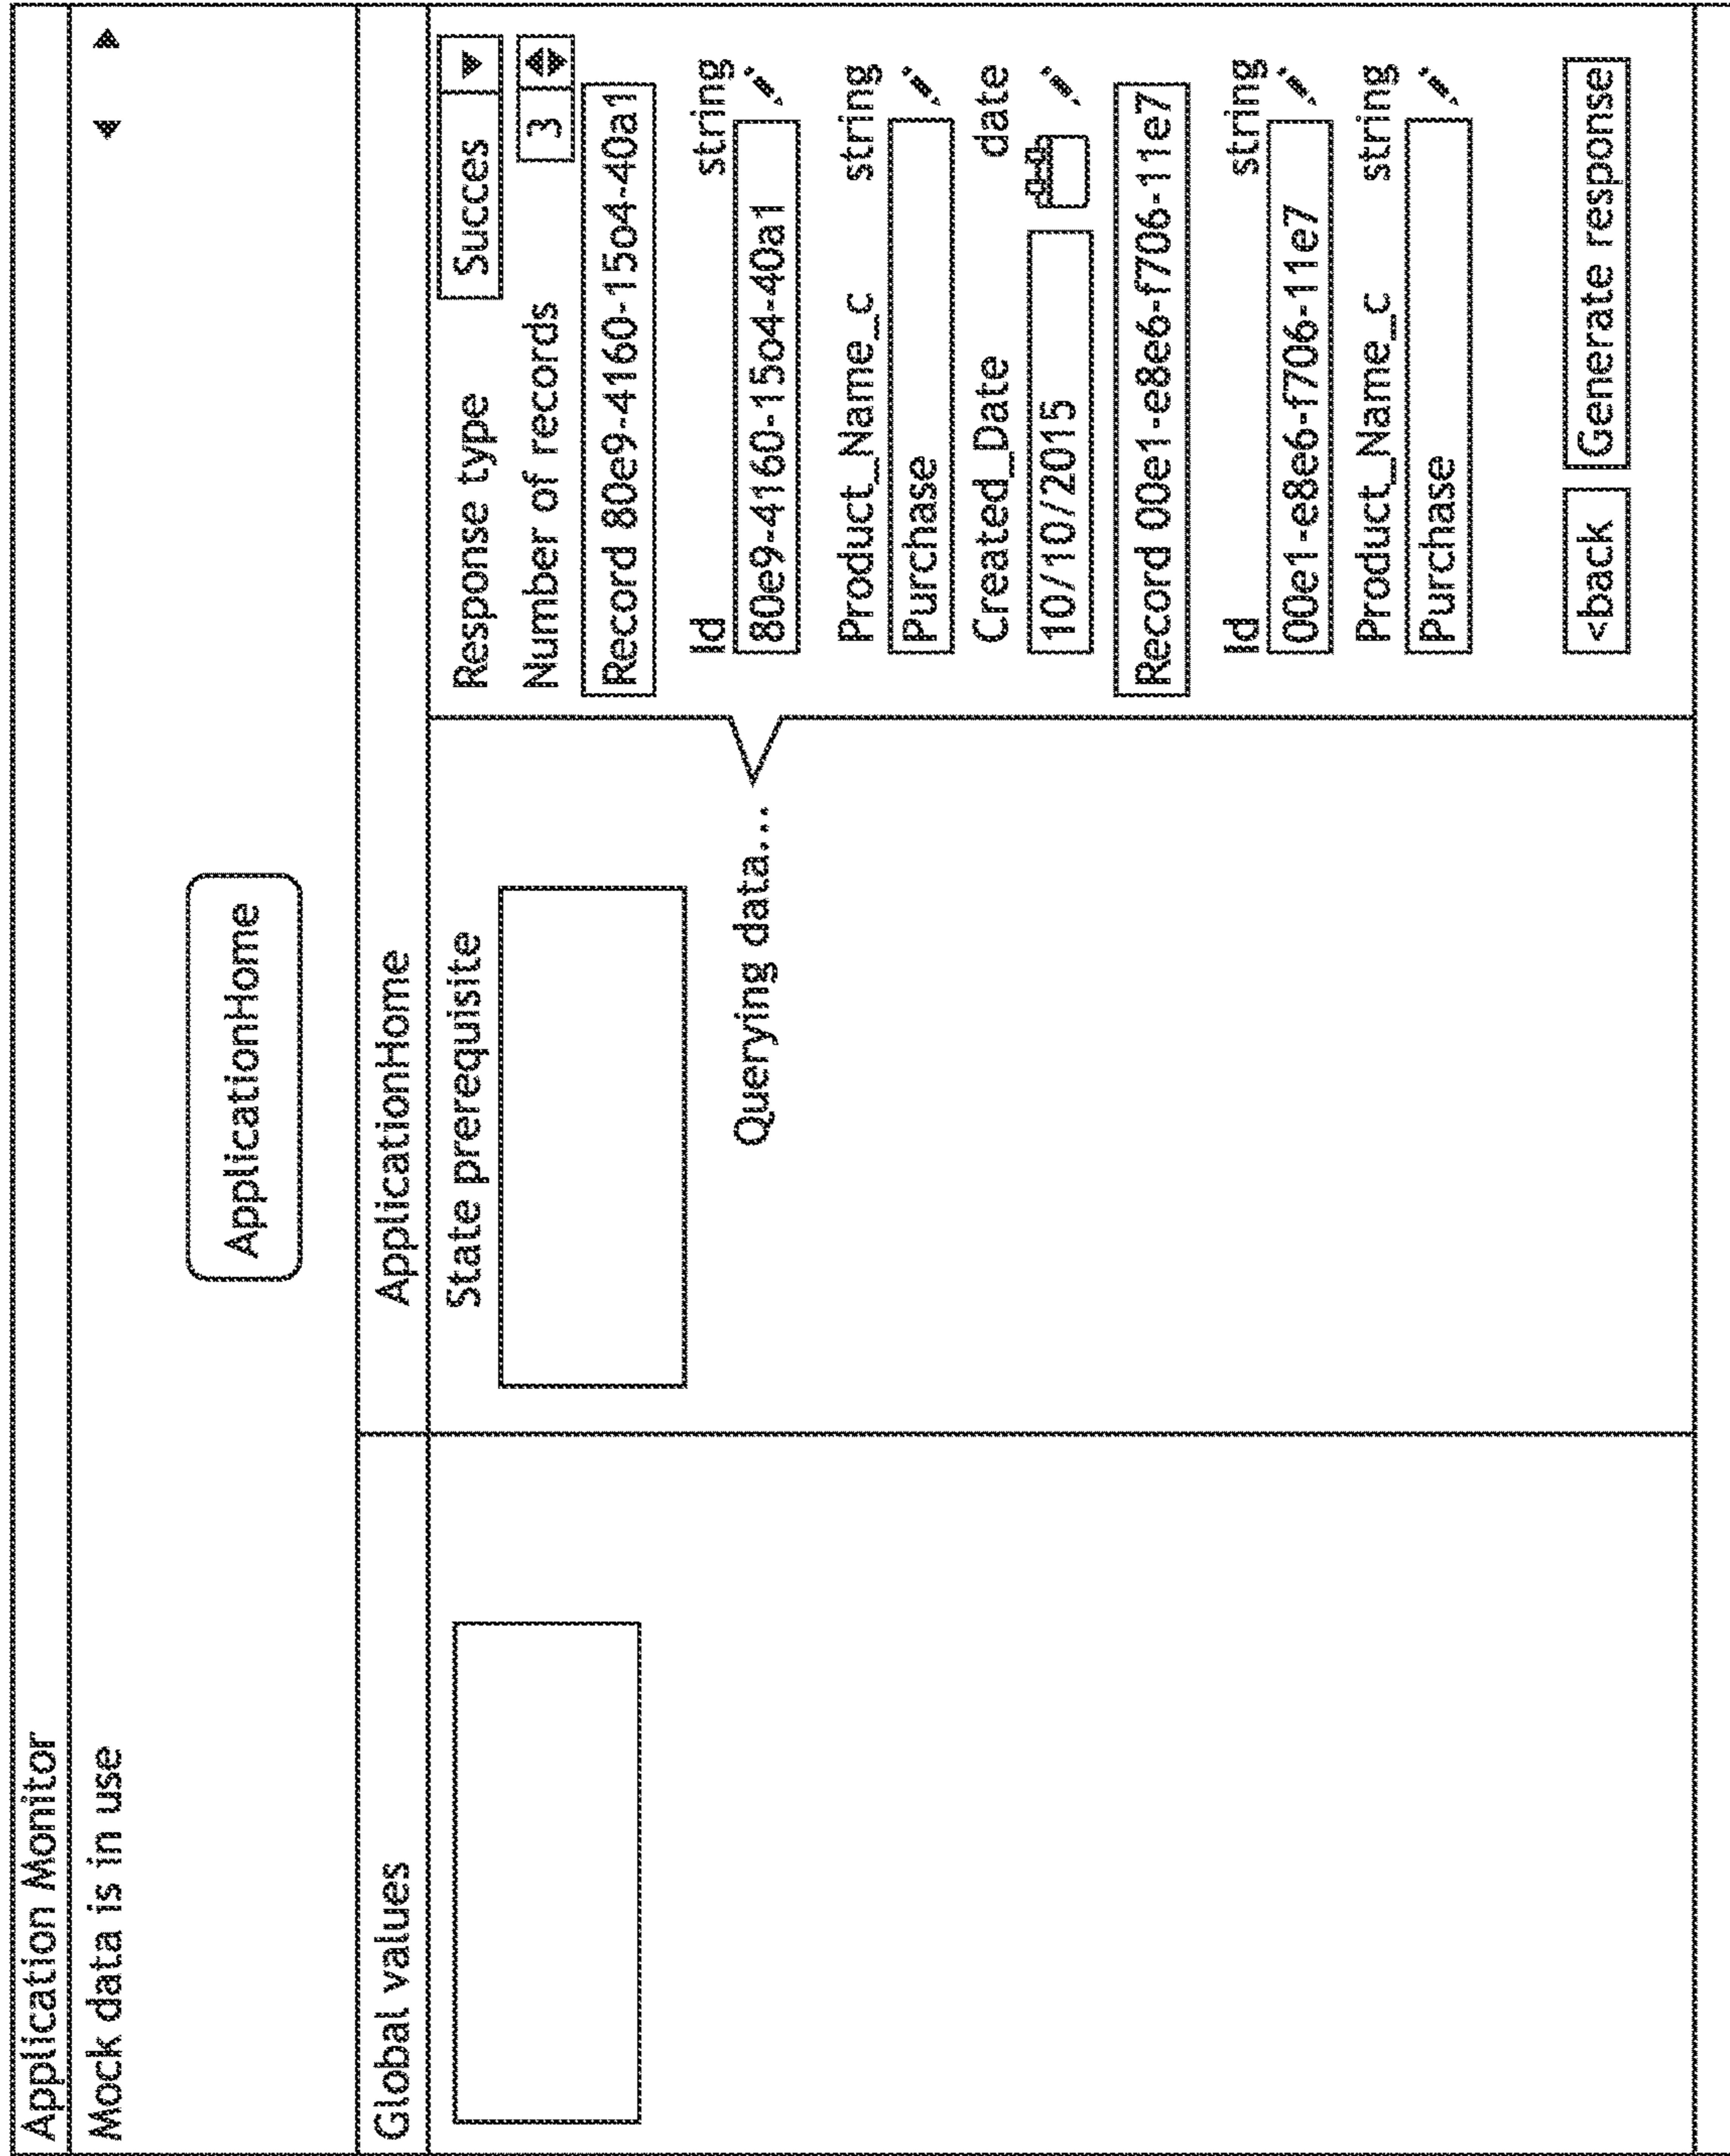 Application Monitor
Mock data is in use
ApplicationHome
Global values
ApplicationHome
State prerequisite
Querying data...
Response type Succes
Number of records 3
Record 80e9-4160-15o4-40a1
Id string
80e9-4160-15o4-40a1
Product_Name_c string
Purchase
Created_Date date
10/10/2015
Record 00e1-e8e6-f706-11e7
Id string
00e1-e8e6-f706-11e7
Product_Name_c string
Purchase
<back Generate response